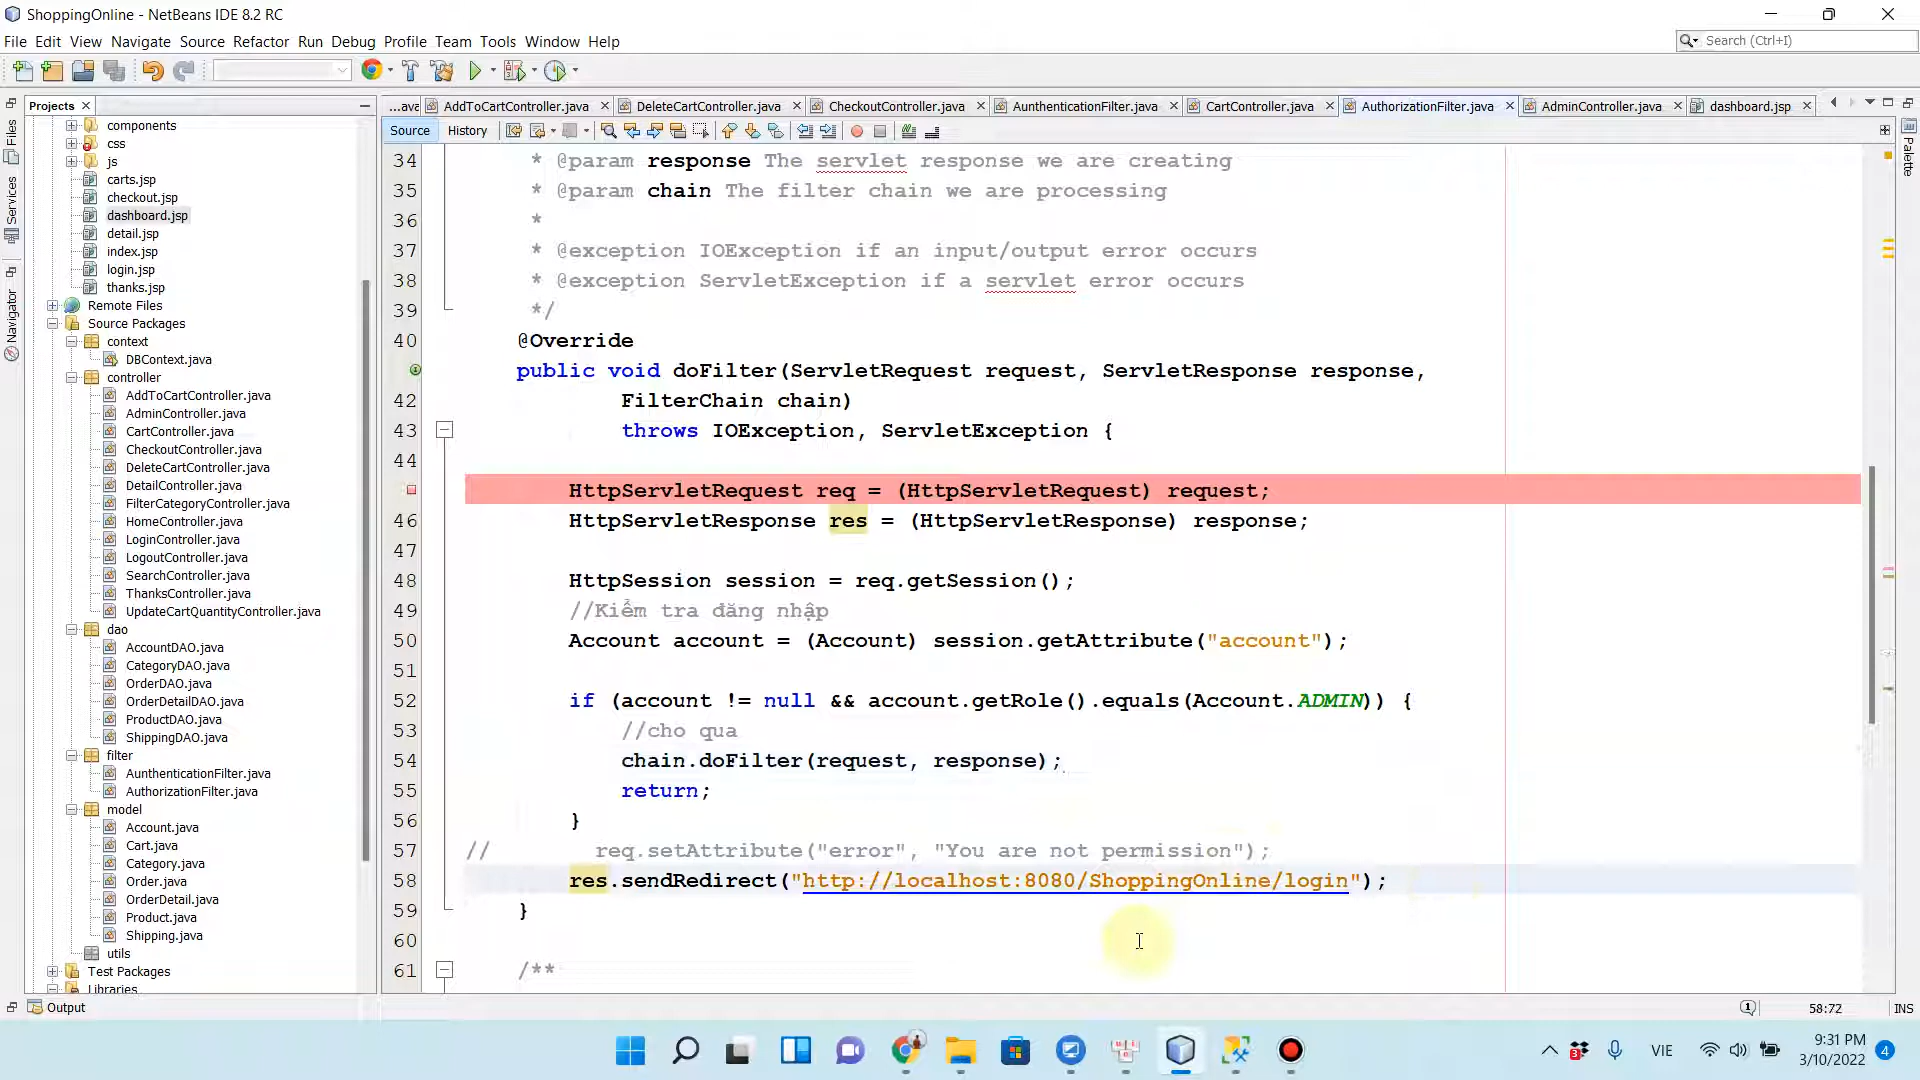 ShoppingOnline - NetBeans IDE 8.2 RC
File Edit View Navigate Source Refactor Run Debug Profile Team Tools Window Help
Search (Ctrl+I)
Projects
...ava AddToCartController.java DeleteCartController.java CheckoutController.java AunthenticationFilter.java CartController.java AuthorizationFilter.java AdminController.java dashboard.jsp
Source History
Files
Services
Navigator
Palette
components
css
js
carts.jsp
checkout.jsp
dashboard.jsp
detail.jsp
index.jsp
login.jsp
thanks.jsp
Remote Files
Source Packages
context
DBContext.java
controller
AddToCartController.java
AdminController.java
CartController.java
CheckoutController.java
DeleteCartController.java
DetailController.java
FilterCategoryController.java
HomeController.java
LoginController.java
LogoutController.java
SearchController.java
ThanksController.java
UpdateCartQuantityController.java
dao
AccountDAO.java
CategoryDAO.java
OrderDAO.java
OrderDetailDAO.java
ProductDAO.java
ShippingDAO.java
filter
AunthenticationFilter.java
AuthorizationFilter.java
model
Account.java
Cart.java
Category.java
Order.java
OrderDetail.java
Product.java
Shipping.java
utils
Test Packages
Libraries
34 * @param response The servlet response we are creating
35 * @param chain The filter chain we are processing
36 *
37 * @exception IOException if an input/output error occurs
38 * @exception ServletException if a servlet error occurs
39 */
40 @Override
public void doFilter(ServletRequest request, ServletResponse response,
42 FilterChain chain)
43 throws IOException, ServletException {
44
HttpServletRequest req = (HttpServletRequest) request;
46 HttpServletResponse res = (HttpServletResponse) response;
47
48 HttpSession session = req.getSession();
49 //Kiểm tra đăng nhập
50 Account account = (Account) session.getAttribute("account");
51
52 if (account != null && account.getRole().equals(Account.ADMIN)) {
53 //cho qua
54 chain.doFilter(request, response);
55 return;
56 }
57 // req.setAttribute("error", "You are not permission");
58 res.sendRedirect("http://localhost:8080/ShoppingOnline/login");
59 }
60
61 /**
Output
1
58:72
INS
3
VIE
9:31 PM
3/10/2022
4